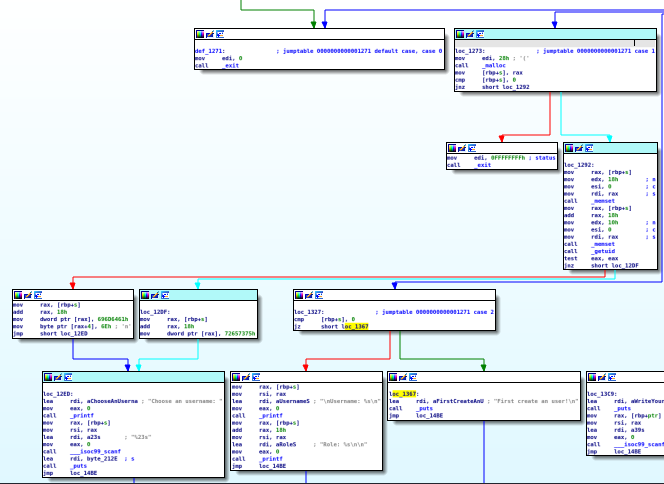 def_1271: ; jumptable 0000000000001271 default case, case 0
mov edi, 0
call _exit
loc_1273: ; jumptable 0000000000001271 case 1
mov edi, 28h ; '('
call _malloc
mov [rbp+s], rax
cmp [rbp+s], 0
jnz short loc_1292
mov edi, 0FFFFFFFFh ; status
call _exit
loc_1292:
mov rax, [rbp+s]
mov edx, 18h ; n
mov esi, 0 ; c
mov rdi, rax ; s
call _memset
mov rax, [rbp+s]
add rax, 18h
mov edx, 10h ; n
mov esi, 0 ; c
mov rdi, rax ; s
call _memset
call _getuid
test eax, eax
jnz short loc_12DF
mov rax, [rbp+s]
add rax, 18h
mov dword ptr [rax], 696D6461h
mov byte ptr [rax+4], 6Eh ; 'n'
jmp short loc_12ED
loc_12DF:
mov rax, [rbp+s]
add rax, 18h
mov dword ptr [rax], 72657375h
loc_1327: ; jumptable 0000000000001271 case 2
cmp [rbp+s], 0
jz short loc_1367
loc_12ED:
lea rdi, aChooseAnUserna ; "Choose an username: "
mov eax, 0
call _printf
mov rax, [rbp+s]
mov rsi, rax
lea rdi, a23s ; "%23s"
mov eax, 0
call ___isoc99_scanf
lea rdi, byte_212E ; s
call _puts
jmp loc_14BE
mov rax, [rbp+s]
mov rsi, rax
lea rdi, aUsernameS ; "\nUsername: %s\n"
mov eax, 0
call _printf
mov rax, [rbp+s]
add rax, 18h
mov rsi, rax
lea rdi, aRoleS ; "Role: %s\n\n"
mov eax, 0
call _printf
jmp loc_14BE
loc_1367:
lea rdi, aFirstCreateAnU ; "First create an user!\n"
call _puts
jmp loc_14BE
loc_13C9:
lea rdi, aWriteYour
call _puts
mov rax, [rbp+ptr]
mov rsi, rax
lea rdi, a39s
mov eax, 0
call ___isoc99_scanf
lea rdi,
call _puts
jmp loc_14BE